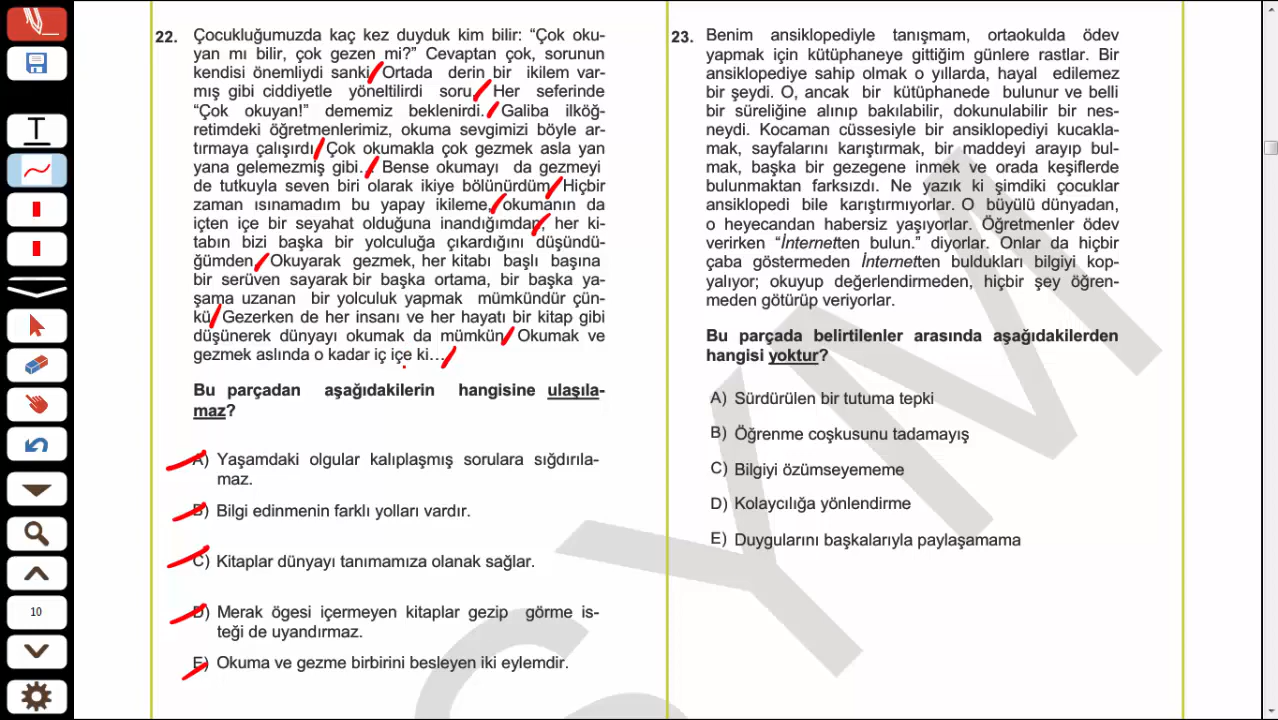 22. Çocukluğumuzda kaç kez duyduk kim bilir: “Çok oku-
yan mı bilir, çok gezen mi?” Cevaptan çok, sorunun
kendisi önemliydi sanki. Ortada derin bir ikilem var-
mış gibi ciddiyetle yöneltilirdi soru. Her seferinde
“Çok okuyan!” dememiz beklenirdi. Galiba ilköğ-
retimdeki öğretmenlerimiz, okuma sevgimizi böyle ar-
tırmaya çalışırdı. Çok okumakla çok gezmek asla yan
yana gelemezmiş gibi... Bense okumayı da gezmeyi
de tutkuyla seven biri olarak ikiye bölünürdüm. Hiçbir
zaman ısınamadım bu yapay ikileme, okumanın da
içten içe bir seyahat olduğuna inandığımdan, her ki-
tabın bizi başka bir yolculuğa çıkardığını düşündü-
ğümden. Okuyarak gezmek, her kitabı başlı başına
bir serüven sayarak bir başka ortama, bir başka ya-
şama uzanan bir yolculuk yapmak mümkündür çün-
kü. Gezerken de her insanı ve her hayatı bir kitap gibi
düşünerek dünyayı okumak da mümkün. Okumak ve
gezmek aslında o kadar iç içe ki...
Bu parçadan aşağıdakilerin hangisine ulaşıla-
maz?
A) Yaşamdaki olgular kalıplaşmış sorulara sığdırıla-
maz.
B) Bilgi edinmenin farklı yolları vardır.
C) Kitaplar dünyayı tanımamıza olanak sağlar.
D) Merak ögesi içermeyen kitaplar gezip görme is-
teği de uyandırmaz.
E) Okuma ve gezme birbirini besleyen iki eylemdir.
23. Benim ansiklopediyle tanışmam, ortaokulda ödev
yapmak için kütüphaneye gittiğim günlere rastlar. Bir
ansiklopediye sahip olmak o yıllarda, hayal edilemez
bir şeydi. O, ancak bir kütüphanede bulunur ve belli
bir süreliğine alınıp bakılabilir, dokunulabilir bir nes-
neydi. Kocaman cüssesiyle bir ansiklopediyi kucakla-
mak, sayfalarını karıştırmak, bir maddeyi arayıp bul-
mak, başka bir gezegene inmek ve orada keşiflerde
bulunmaktan farksızdı. Ne yazık ki şimdiki çocuklar
ansiklopedi bile karıştırmıyorlar. O büyülü dünyadan,
o heyecandan habersiz yaşıyorlar. Öğretmenler ödev
verirken “İnternetten bulun.” diyorlar. Onlar da hiçbir
çaba göstermeden İnternetten buldukları bilgiyi kop-
yalıyor; okuyup değerlendirmeden, hiçbir şey öğren-
meden götürüp veriyorlar.
Bu parçada belirtilenler arasında aşağıdakilerden
hangisi yoktur?
A) Sürdürülen bir tutuma tepki
B) Öğrenme coşkusunu tadamayış
C) Bilgiyi özümseyememe
D) Kolaycılığa yönlendirme
E) Duygularını başkalarıyla paylaşamama
T
10
SYM